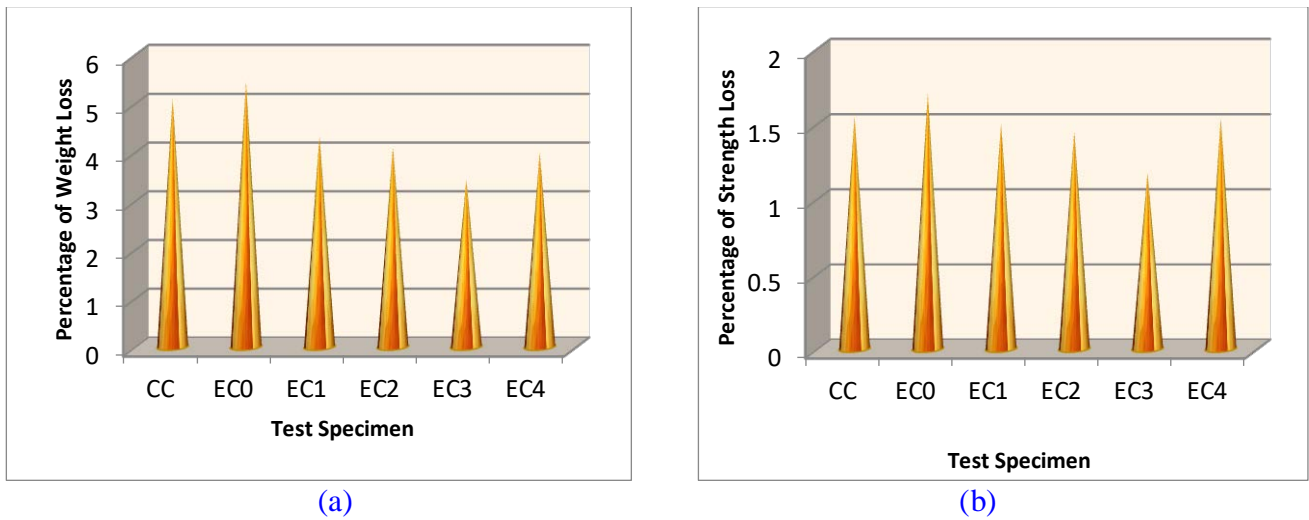 Percentage of Weight Loss
6
5
4
3
2
1
0
CC EC0 EC1 EC2 EC3 EC4
Test Specimen
(a)
Percentage of Strength Loss
2
1.5
1
0.5
0
CC EC0 EC1 EC2 EC3 EC4
Test Specimen
(b)